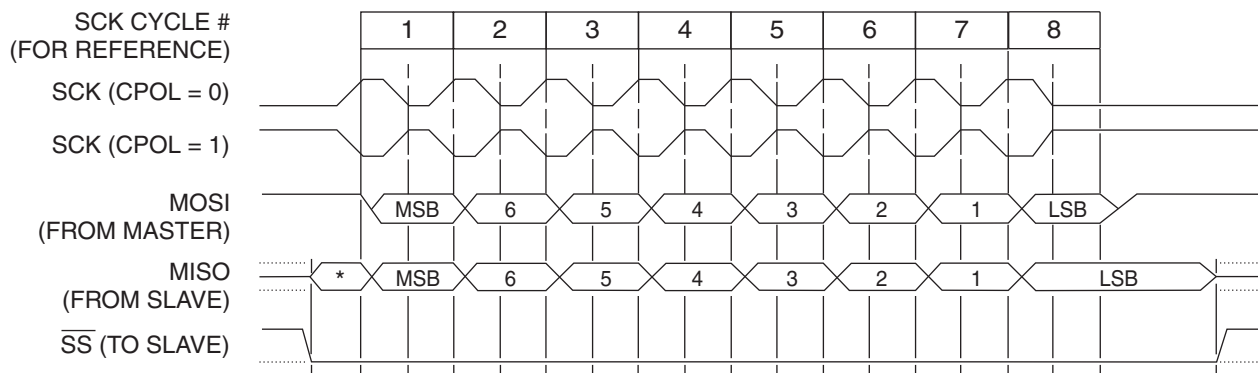 SCK CYCLE #
(FOR REFERENCE)
1 2 3 4 5 6 7 8
SCK (CPOL = 0)
SCK (CPOL = 1)
MOSI
(FROM MASTER)
MSB 6 5 4 3 2 1 LSB
MISO
(FROM SLAVE)
* MSB 6 5 4 3 2 1 LSB
SS (TO SLAVE)